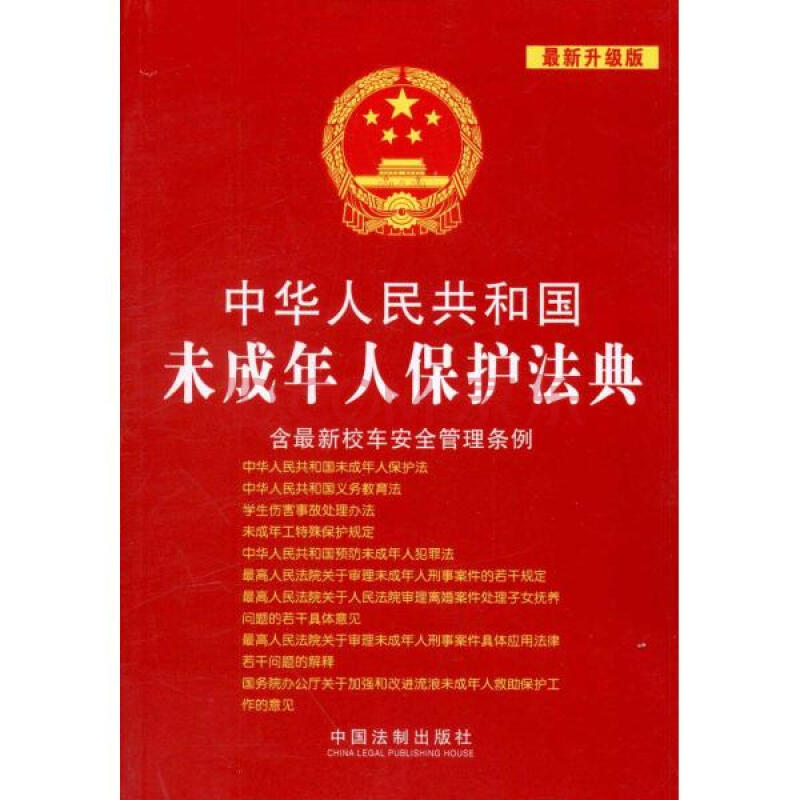 最新升级版
中华人民共和国
未成年人保护法典
含最新校车安全管理条例
中华人民共和国未成年人保护法
中华人民共和国义务教育法
学生伤害事故处理办法
未成年工特殊保护规定
中华人民共和国预防未成年人犯罪法
最高人民法院关于审理未成年人刑事案件的若干规定
最高人民法院关于人民法院审理离婚案件处理子女抚养
问题的若干具体意见
最高人民法院关于审理未成年人刑事案件具体应用法律
若干问题的解释
国务院办公厅关于加强和改进流浪未成年人救助保护工
作的意见
中国法制出版社
CHINA LEGAL PUBLISHING HOUSE